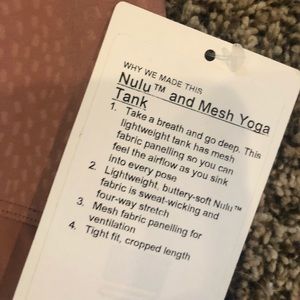 WHY WE MADE THIS
Nulu™ and Mesh Yoga
Tank
1. Take a breath and go deep. This
lightweight tank has mesh
fabric panelling so you can
feel the airflow as you sink
into every pose
2. Lightweight, buttery-soft Nulu™
fabric is sweat-wicking and
four-way stretch
3. Mesh fabric panelling for
ventilation
4. Tight fit, cropped length